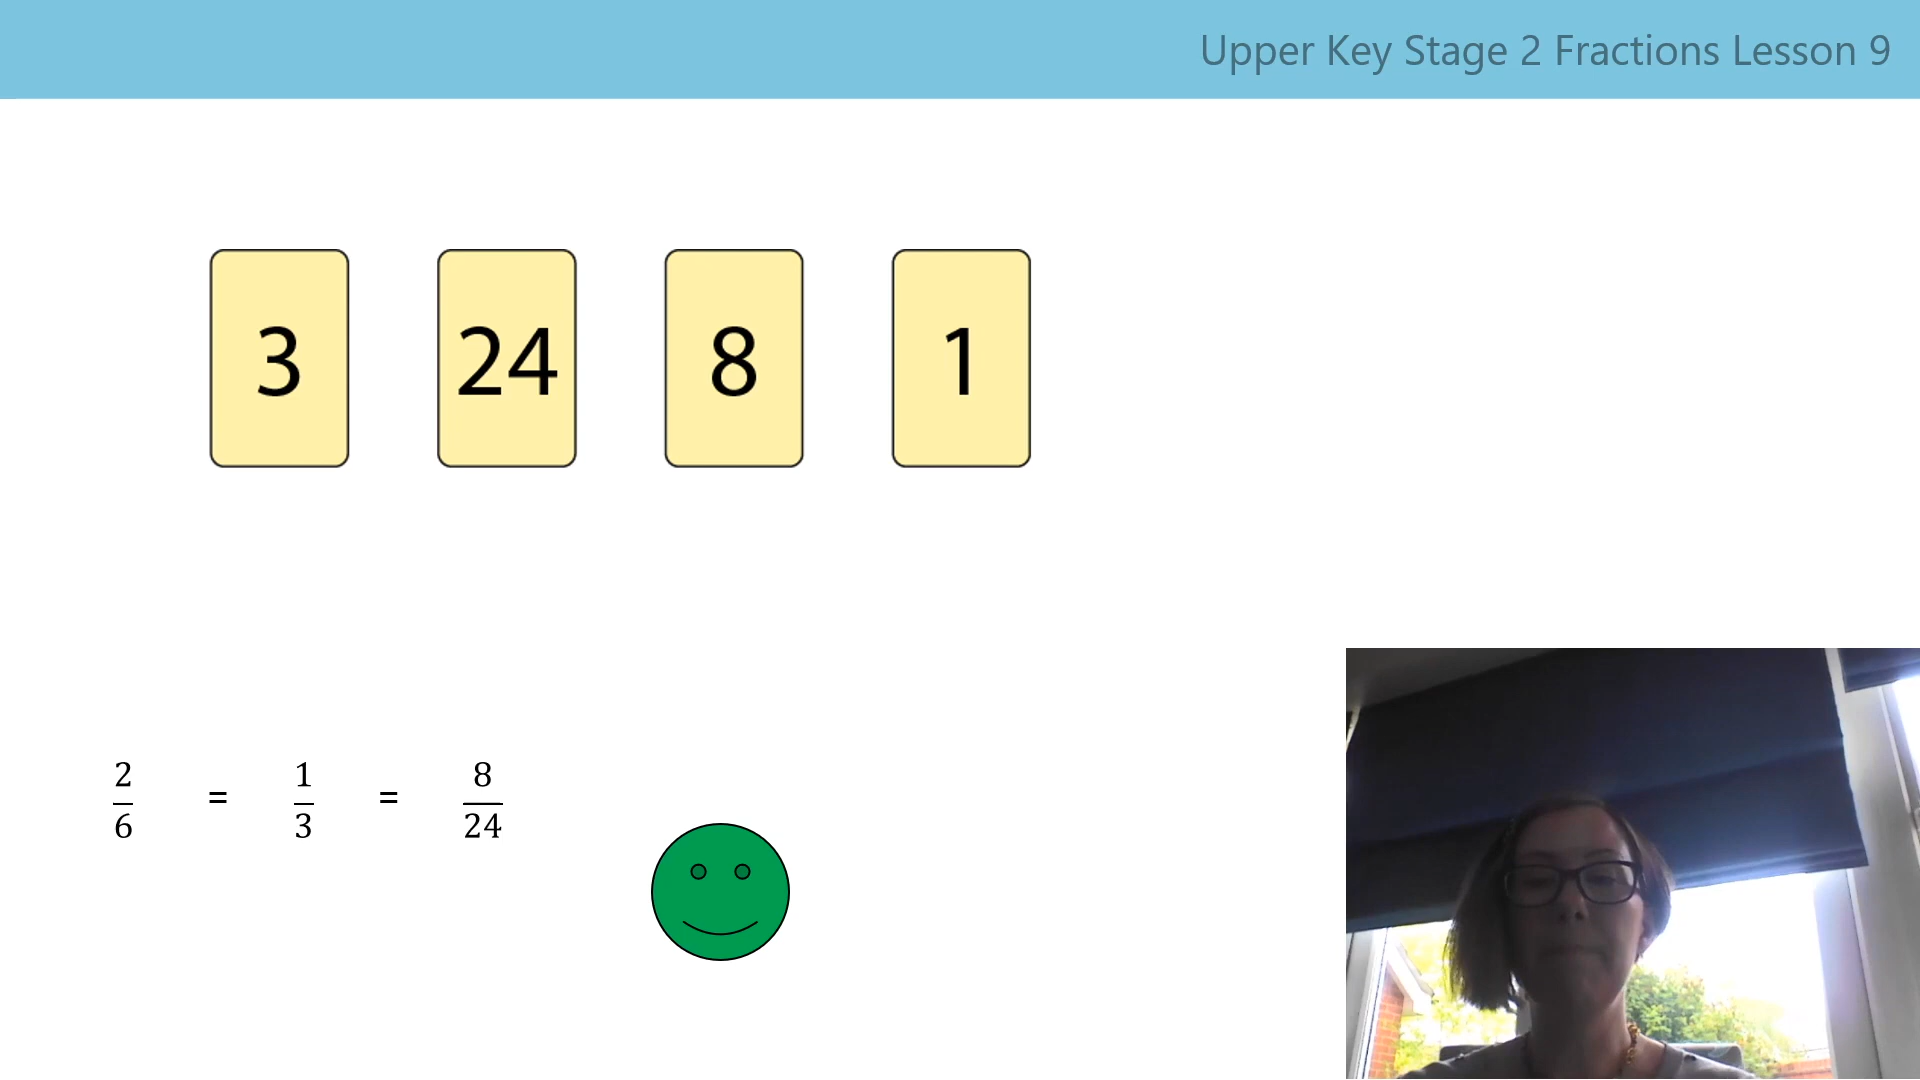 Upper Key Stage 2 Fractions Lesson 9
3 24 8 1
2/6 = 1/3 = 8/24